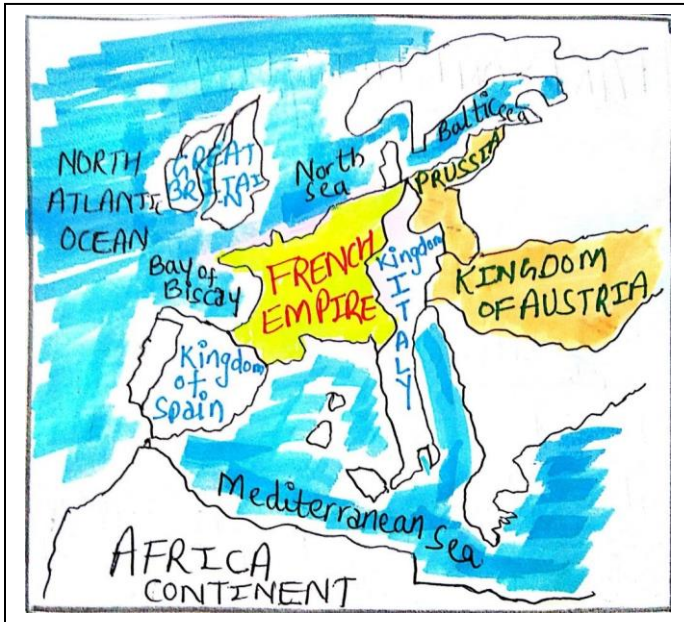 NORTH
ATLANTIC
OCEAN
GREAT
BRITAI
-N
North
sea
Baltic sea
PRUSSIA
Bay of
Biscay
FRENCH
EMPIRE
Kingdom
ITALY
KINGDOM
OF AUSTRIA
Kingdom
of
Spain
Mediterranean Sea
AFRICA
CONTINENT